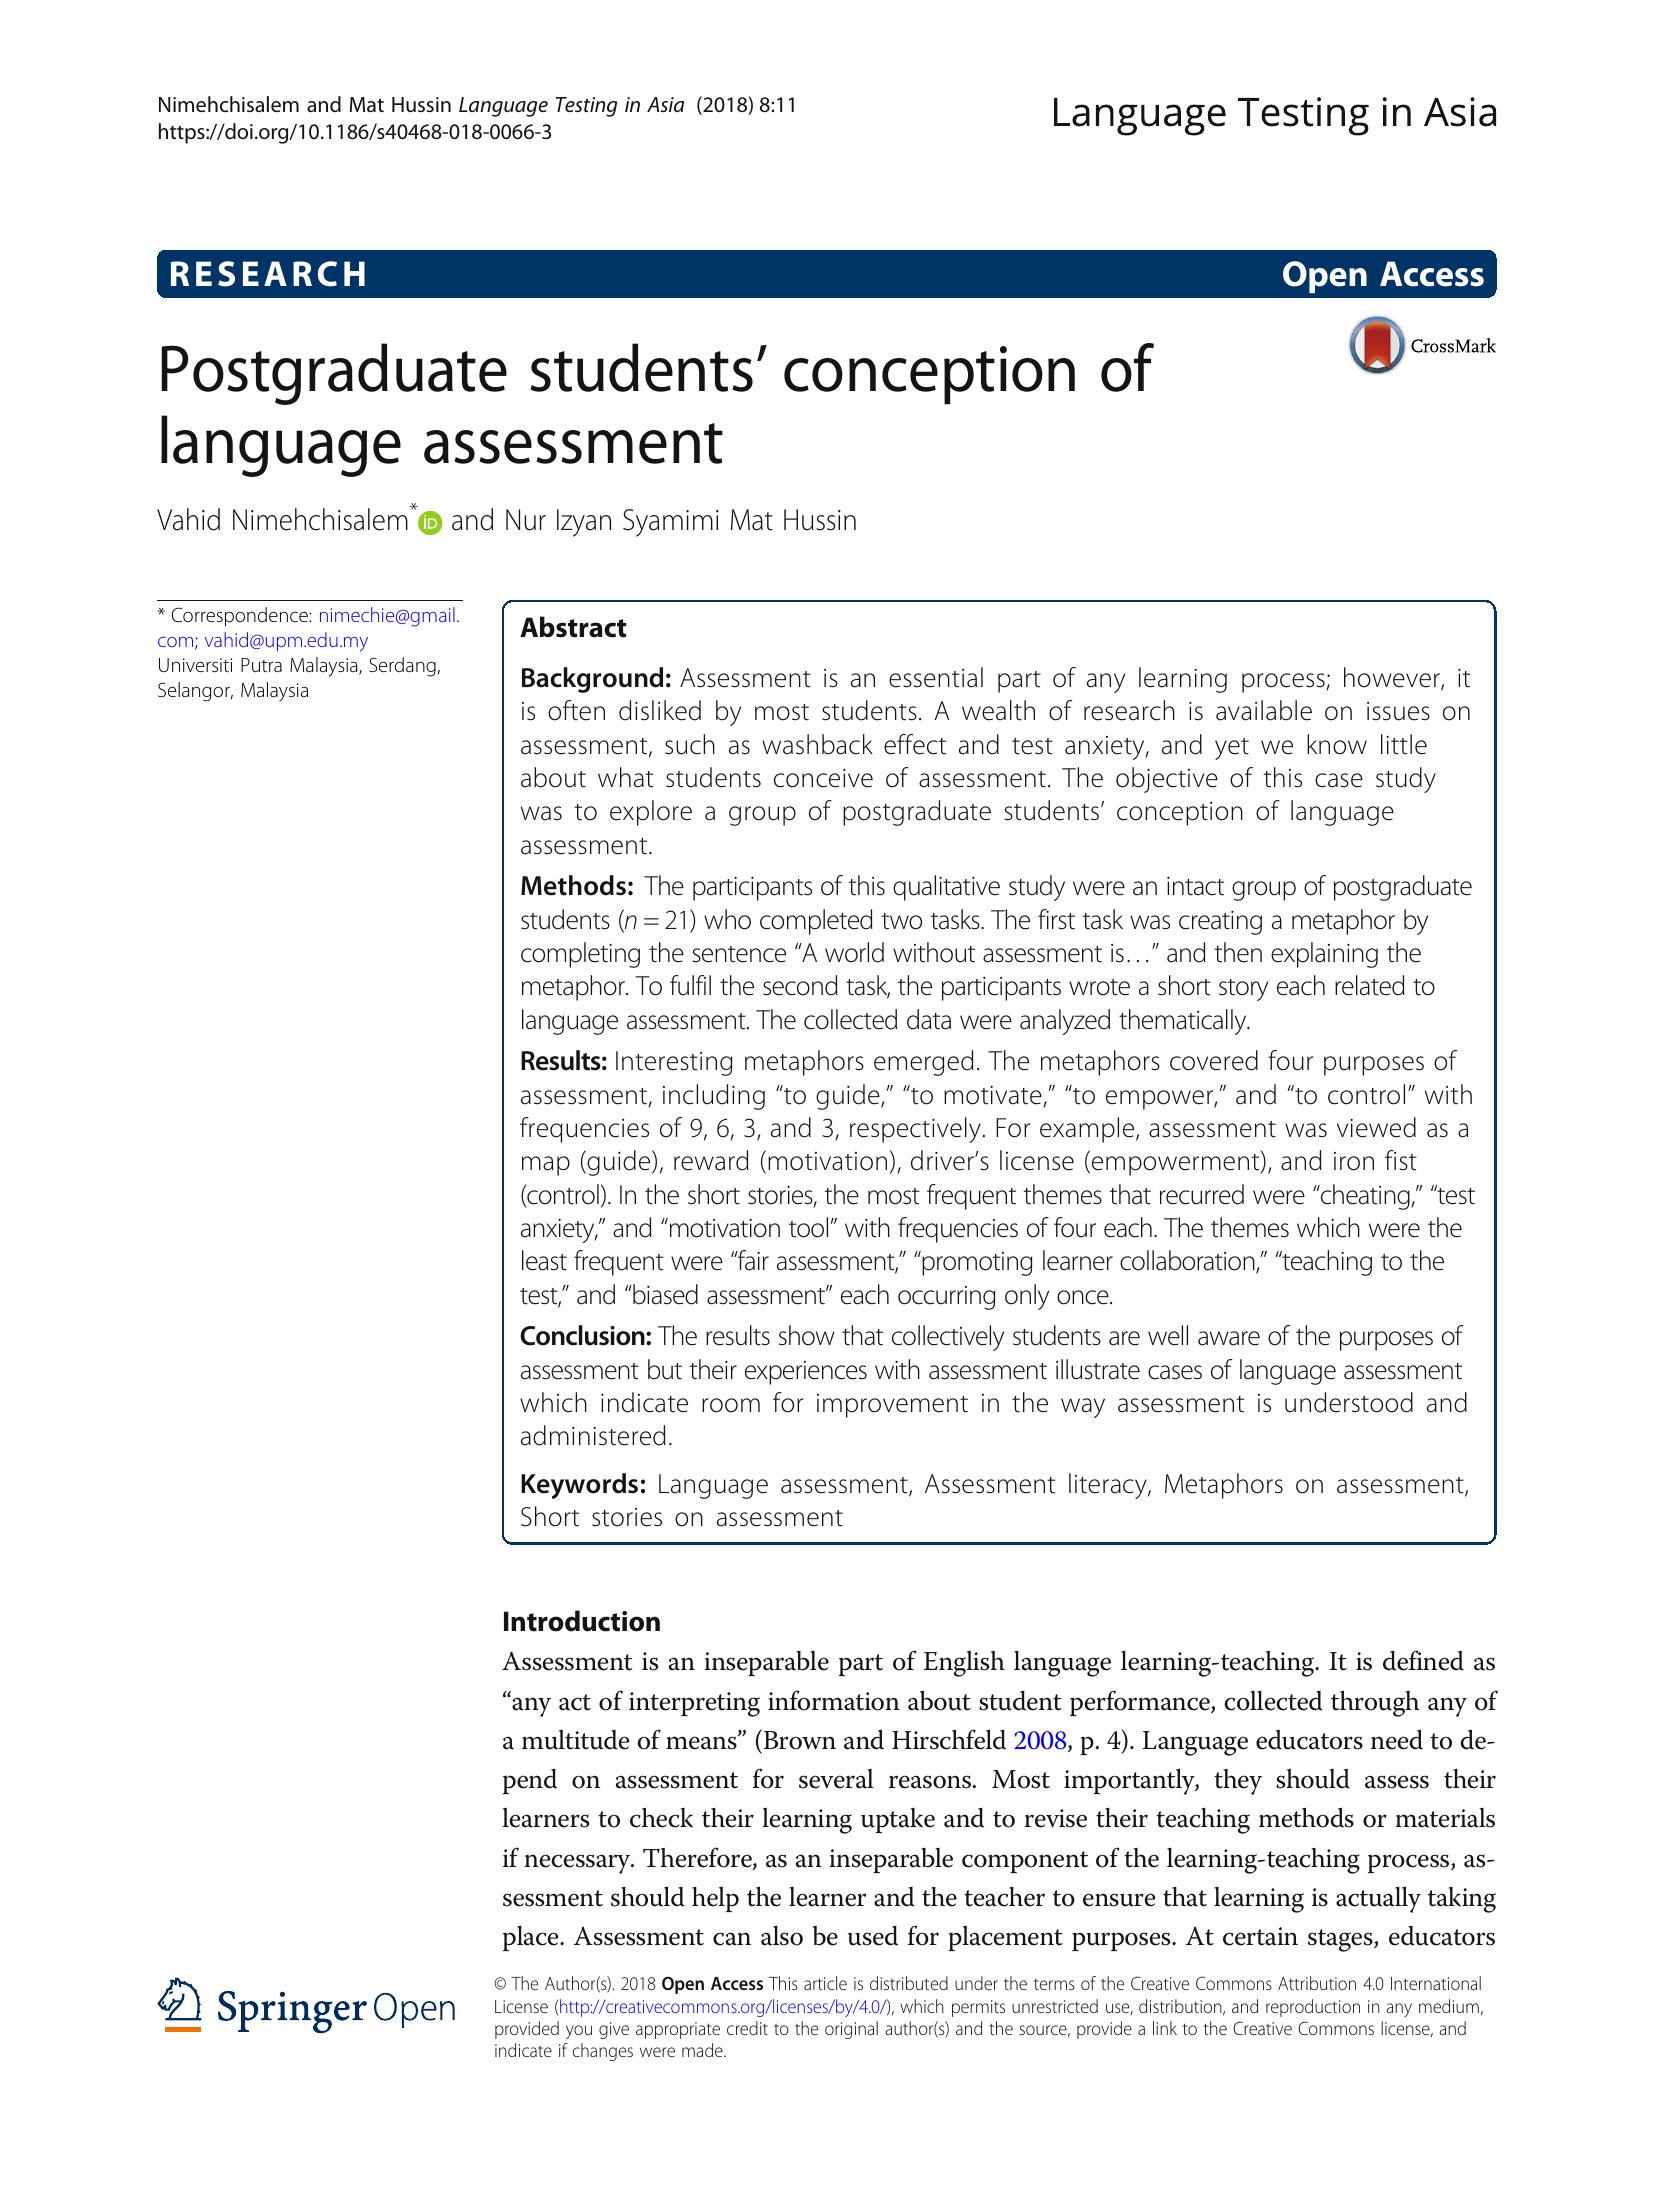 Nimehchisalem and Mat Hussin Language Testing in Asia (2018) 8:11
https://doi.org/10.1186/s40468-018-0066-3
Language Testing in Asia
RESEARCH Open Access
CrossMark
Postgraduate students’ conception of
language assessment
Vahid Nimehchisalem* iD and Nur Izyan Syamimi Mat Hussin
* Correspondence: nimechie@gmail.
com; vahid@upm.edu.my
Universiti Putra Malaysia, Serdang,
Selangor, Malaysia
Abstract
Background: Assessment is an essential part of any learning process; however, it
is often disliked by most students. A wealth of research is available on issues on
assessment, such as washback effect and test anxiety, and yet we know little
about what students conceive of assessment. The objective of this case study
was to explore a group of postgraduate students’ conception of language
assessment.
Methods: The participants of this qualitative study were an intact group of postgraduate
students (n = 21) who completed two tasks. The first task was creating a metaphor by
completing the sentence “A world without assessment is…” and then explaining the
metaphor. To fulfil the second task, the participants wrote a short story each related to
language assessment. The collected data were analyzed thematically.
Results: Interesting metaphors emerged. The metaphors covered four purposes of
assessment, including “to guide,” “to motivate,” “to empower,” and “to control” with
frequencies of 9, 6, 3, and 3, respectively. For example, assessment was viewed as a
map (guide), reward (motivation), driver’s license (empowerment), and iron fist
(control). In the short stories, the most frequent themes that recurred were “cheating,” “test
anxiety,” and “motivation tool” with frequencies of four each. The themes which were the
least frequent were “fair assessment,” “promoting learner collaboration,” “teaching to the
test,” and “biased assessment” each occurring only once.
Conclusion: The results show that collectively students are well aware of the purposes of
assessment but their experiences with assessment illustrate cases of language assessment
which indicate room for improvement in the way assessment is understood and
administered.
Keywords: Language assessment, Assessment literacy, Metaphors on assessment,
Short stories on assessment
Introduction
Assessment is an inseparable part of English language learning-teaching. It is defined as
“any act of interpreting information about student performance, collected through any of
a multitude of means” (Brown and Hirschfeld 2008, p. 4). Language educators need to de-
pend on assessment for several reasons. Most importantly, they should assess their
learners to check their learning uptake and to revise their teaching methods or materials
if necessary. Therefore, as an inseparable component of the learning-teaching process, as-
sessment should help the learner and the teacher to ensure that learning is actually taking
place. Assessment can also be used for placement purposes. At certain stages, educators
Springer Open
© The Author(s). 2018 Open Access This article is distributed under the terms of the Creative Commons Attribution 4.0 International
License (http://creativecommons.org/licenses/by/4.0/), which permits unrestricted use, distribution, and reproduction in any medium,
provided you give appropriate credit to the original author(s) and the source, provide a link to the Creative Commons license, and
indicate if changes were made.